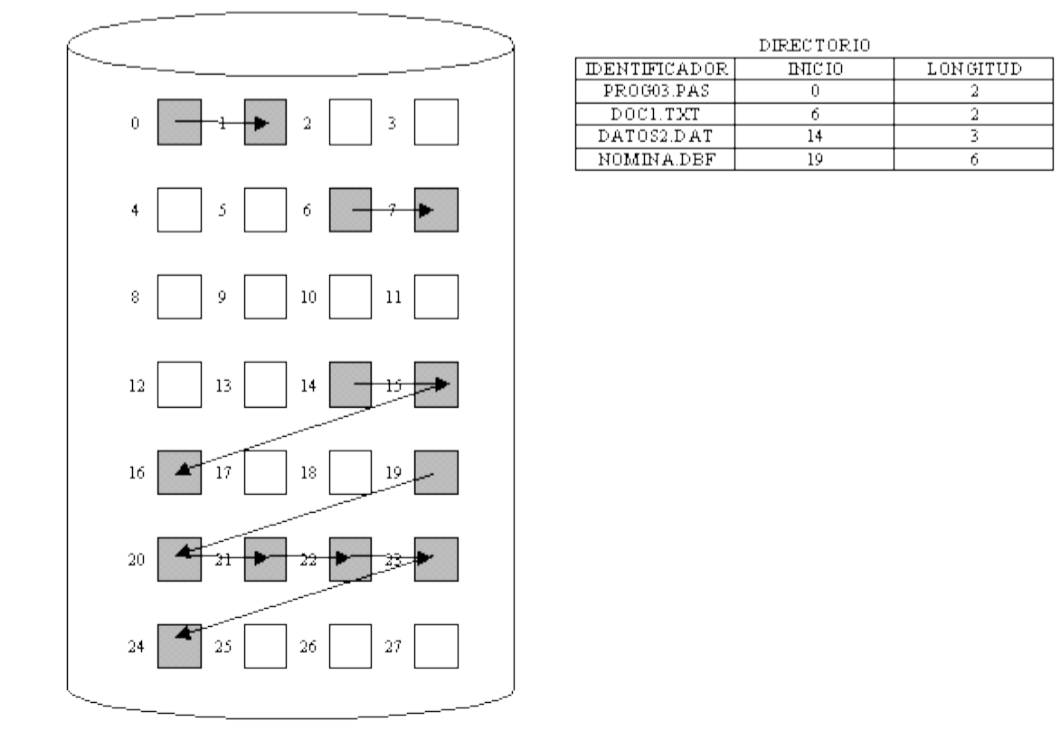 DIRECTORIO
IDENTIFICADOR INICIO LONGITUD
PROG03.PAS 0 2
DOC1.TXT 6 2
DATOS2.DAT 14 3
NOMINA.DBF 19 6
0 1 2 3
4 5 6 7
8 9 10 11
12 13 14 15
16 17 18 19
20 21 22 23
24 25 26 27